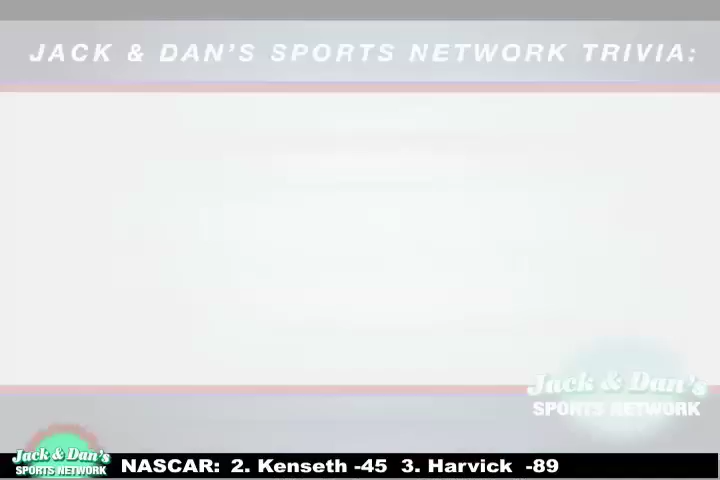 JACK & DAN'S SPORTS NETWORK TRIVIA:
Jack & Dan's
SPORTS NETWORK
Jack & Dan's
SPORTS NETWORK
NASCAR: 2. Kenseth -45 3. Harvick -89